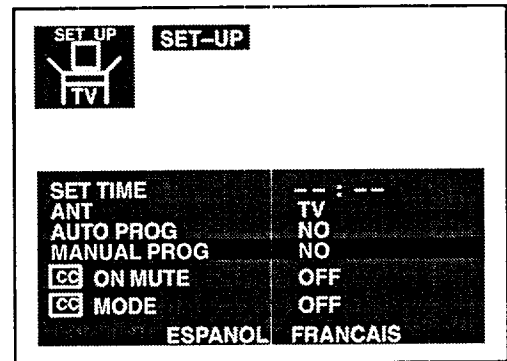 SET UP SET–UP
TV
SET TIME – – : – –
ANT TV
AUTO PROG NO
MANUAL PROG NO
CC ON MUTE OFF
CC MODE OFF
ESPANOL FRANCAIS